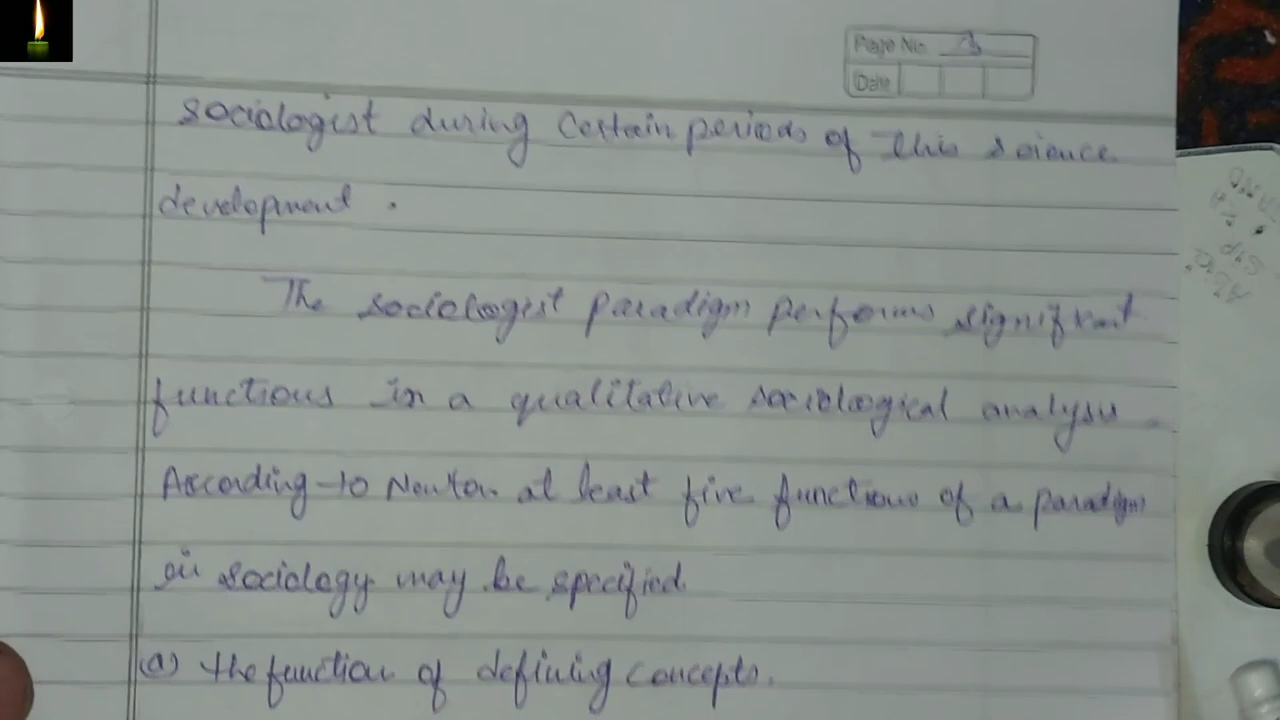 Page No. 3
Date
sociologist during Certain periods of this science
development.
The sociologist paradigm performs significant
functions in a qualitative sociological analysis
According to Newton at least five functions of a paradigm
in sociology may be specified.
(a) the function of defining concepts.